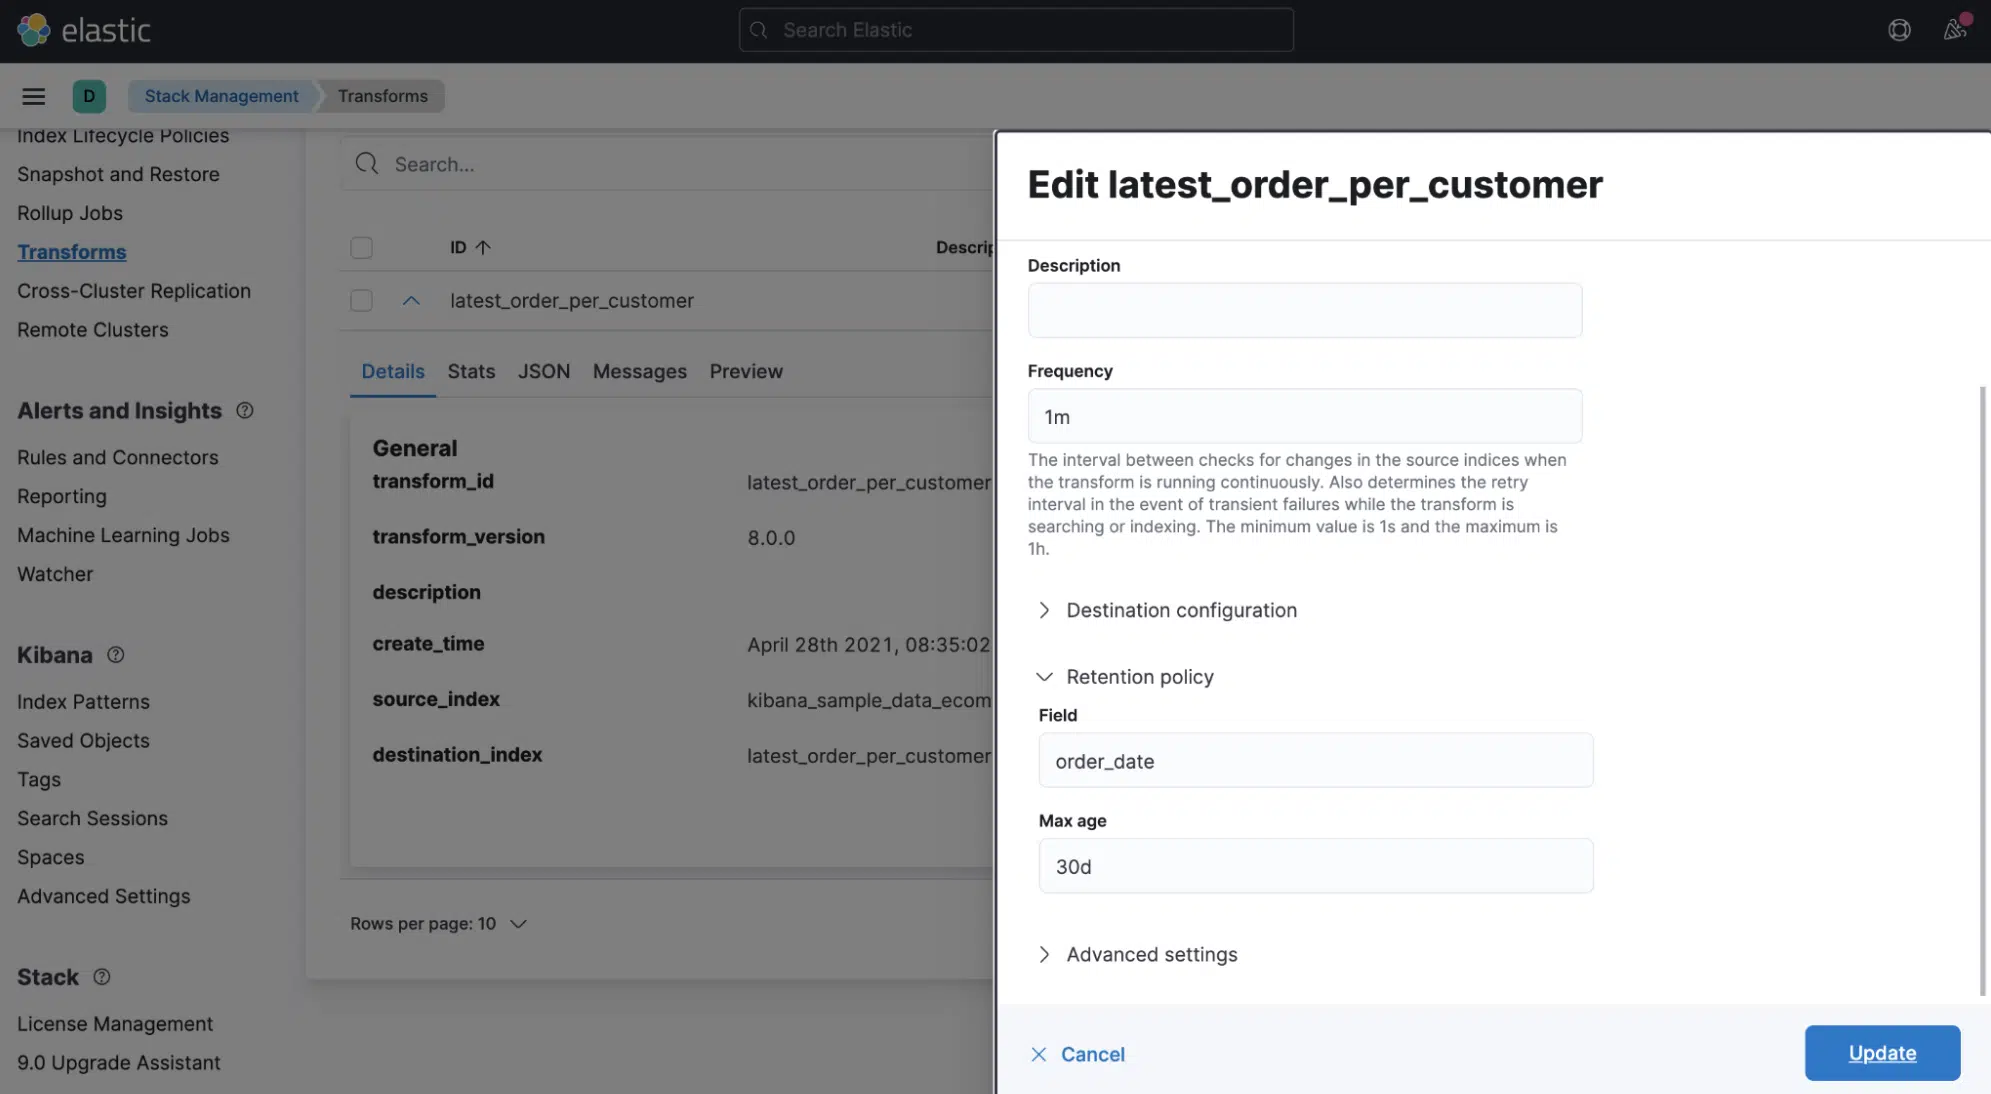 elastic
Search Elastic
D
Stack Management
Transforms
Index Lifecycle Policies
Snapshot and Restore
Rollup Jobs
Transforms
Cross-Cluster Replication
Remote Clusters
Alerts and Insights
Rules and Connectors
Reporting
Machine Learning Jobs
Watcher
Kibana
Index Patterns
Saved Objects
Tags
Search Sessions
Spaces
Advanced Settings
Stack
License Management
9.0 Upgrade Assistant
Search...
ID Descrip
latest_order_per_customer
Details Stats JSON Messages Preview
General
transform_id latest_order_per_customer
transform_version 8.0.0
description
create_time April 28th 2021, 08:35:02
source_index kibana_sample_data_ecom
destination_index latest_order_per_customer
Rows per page: 10
Edit latest_order_per_customer
Description
Frequency
1m
The interval between checks for changes in the source indices when
the transform is running continuously. Also determines the retry
interval in the event of transient failures while the transform is
searching or indexing. The minimum value is 1s and the maximum is
1h.
Destination configuration
Retention policy
Field
order_date
Max age
30d
Advanced settings
Cancel
Update